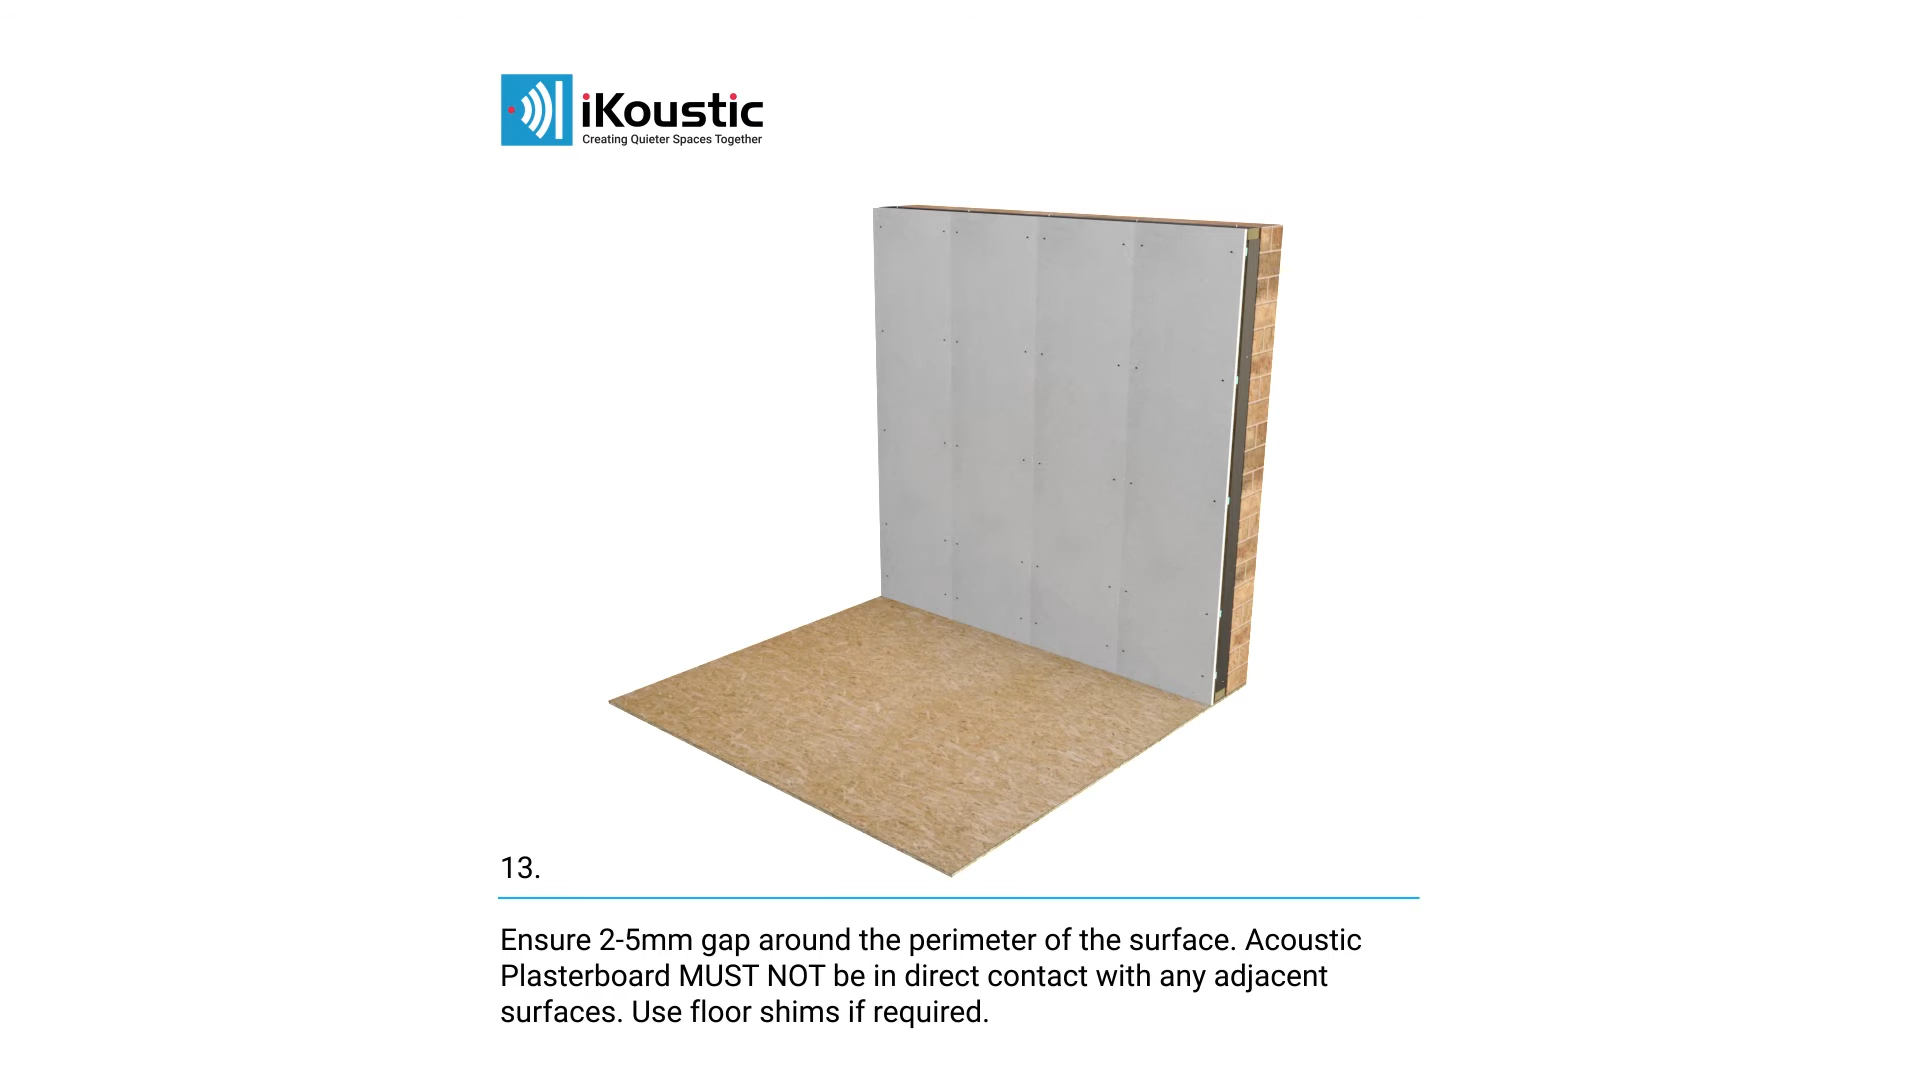 iKoustic
Creating Quieter Spaces Together
13.
Ensure 2-5mm gap around the perimeter of the surface. Acoustic
Plasterboard MUST NOT be in direct contact with any adjacent
surfaces. Use floor shims if required.